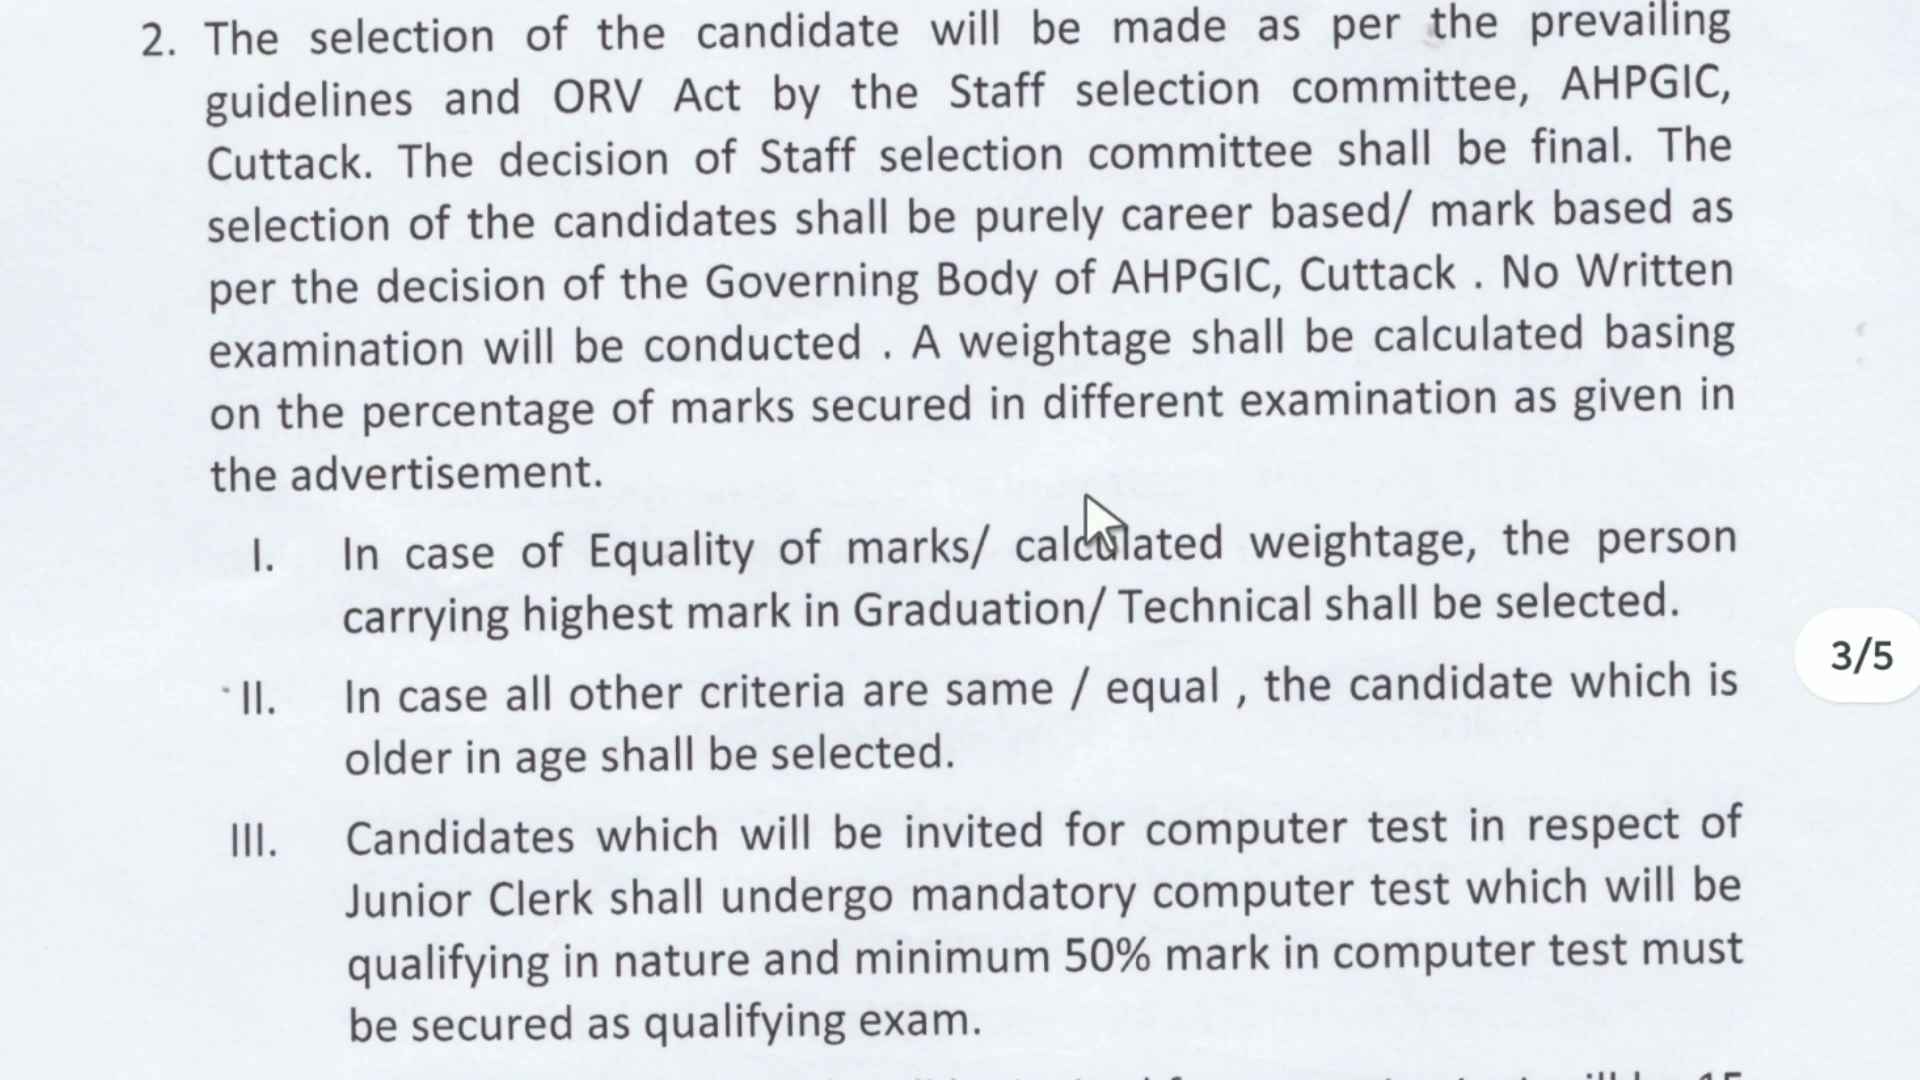 2. The selection of the candidate will be made as per the prevailing
guidelines and ORV Act by the Staff selection committee, AHPGIC,
Cuttack. The decision of Staff selection committee shall be final. The
selection of the candidates shall be purely career based/ mark based as
per the decision of the Governing Body of AHPGIC, Cuttack . No Written
examination will be conducted . A weightage shall be calculated basing
on the percentage of marks secured in different examination as given in
the advertisement.
I. In case of Equality of marks/ calculated weightage, the person
carrying highest mark in Graduation/ Technical shall be selected.
3/5
II. In case all other criteria are same / equal , the candidate which is
older in age shall be selected.
III. Candidates which will be invited for computer test in respect of
Junior Clerk shall undergo mandatory computer test which will be
qualifying in nature and minimum 50% mark in computer test must
be secured as qualifying exam.